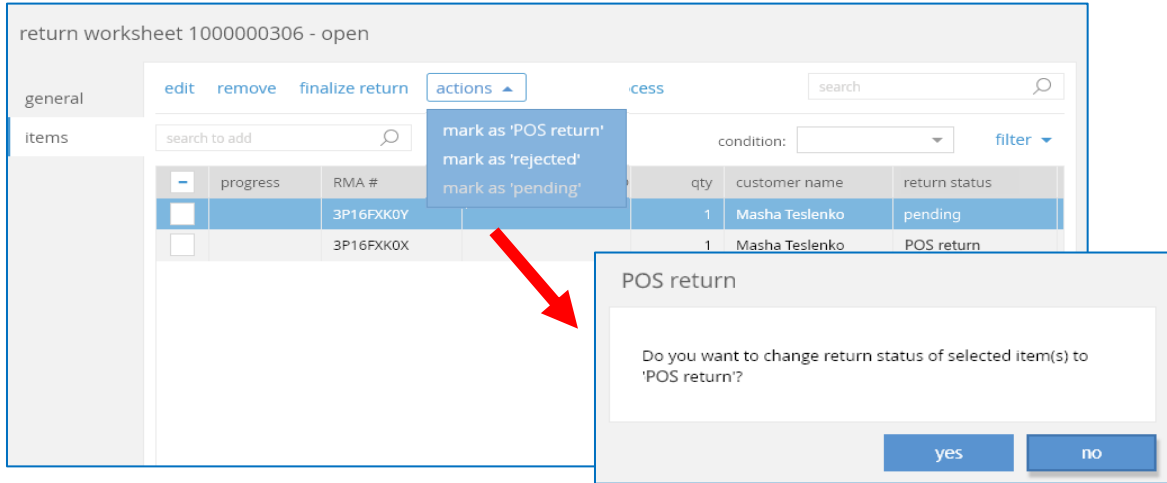 return worksheet 1000000306 - open
general
items
edit remove finalize return actions cess search
search to add condition: filter
mark as 'POS return'
mark as 'rejected'
mark as 'pending'
progress RMA # qty customer name return status
3P16FXK0Y 1 Masha Teslenko pending
3P16FXK0X 1 Masha Teslenko POS return
POS return
Do you want to change return status of selected item(s) to
'POS return'?
yes no